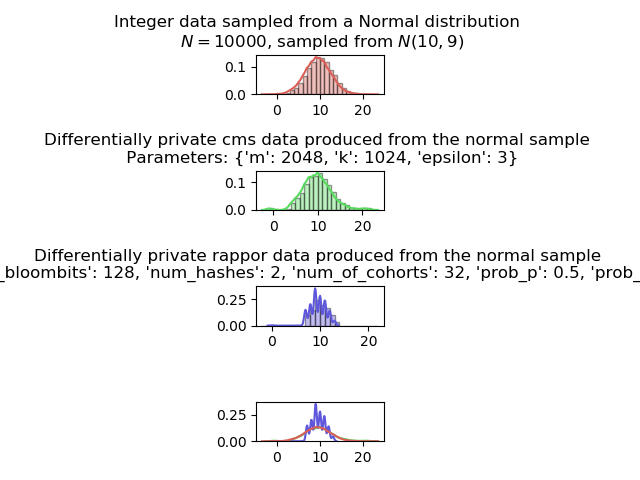 Integer data sampled from a Normal distribution
N = 10000, sampled from N(10, 9)
0.1
0.0
0 10 20
Differentially private cms data produced from the normal sample
Parameters: {'m': 2048, 'k': 1024, 'epsilon': 3}
0.1
0.0
0 10 20
Differentially private rappor data produced from the normal sample
_bloombits': 128, 'num_hashes': 2, 'num_of_cohorts': 32, 'prob_p': 0.5, 'prob_
0.25
0.00
0 10 20
0.25
0.00
0 10 20